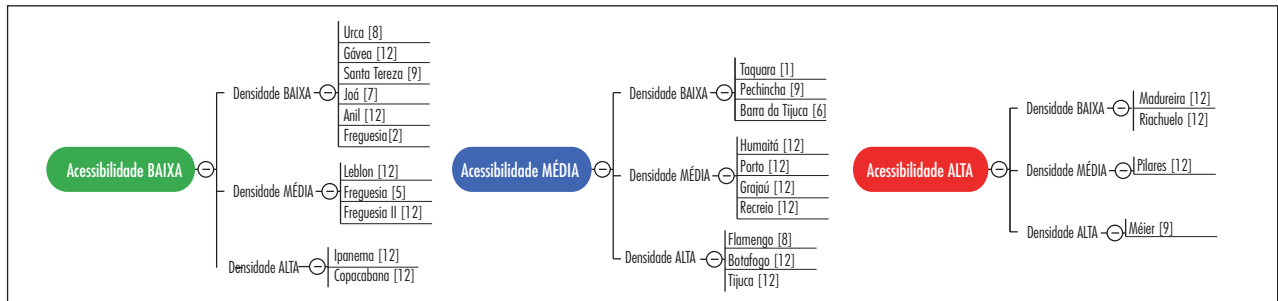 Acessibilidade BAIXA
Densidade BAIXA
Urca [8]
Gávea [12]
Santa Tereza [9]
Joá [7]
Anil [12]
Freguesia[2]
Densidade MÉDIA
Leblon [12]
Freguesia [5]
Freguesia II [12]
Densidade ALTA
Ipanema [12]
Copacabana [12]
Acessibilidade MÉDIA
Densidade BAIXA
Taquara [1]
Pechincha [9]
Barra da Tijuca [6]
Densidade MÉDIA
Humaitá [12]
Porto [12]
Grajaú [12]
Recreio [12]
Densidade ALTA
Flamengo [8]
Botafogo [12]
Tijuca [12]
Acessibilidade ALTA
Densidade BAIXA
Madureira [12]
Riachuelo [12]
Densidade MÉDIA
Pilares [12]
Densidade ALTA
Méier [9]